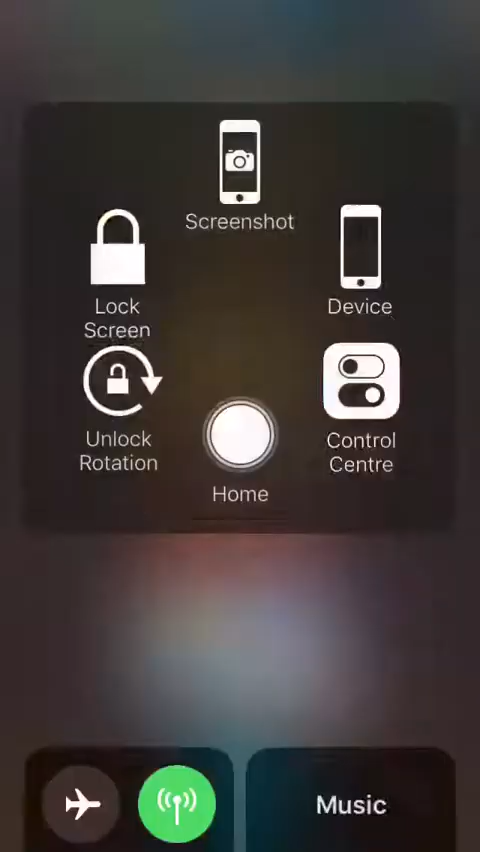 Screenshot
Lock
Screen
Device
Unlock
Rotation
Control
Centre
Home
Music